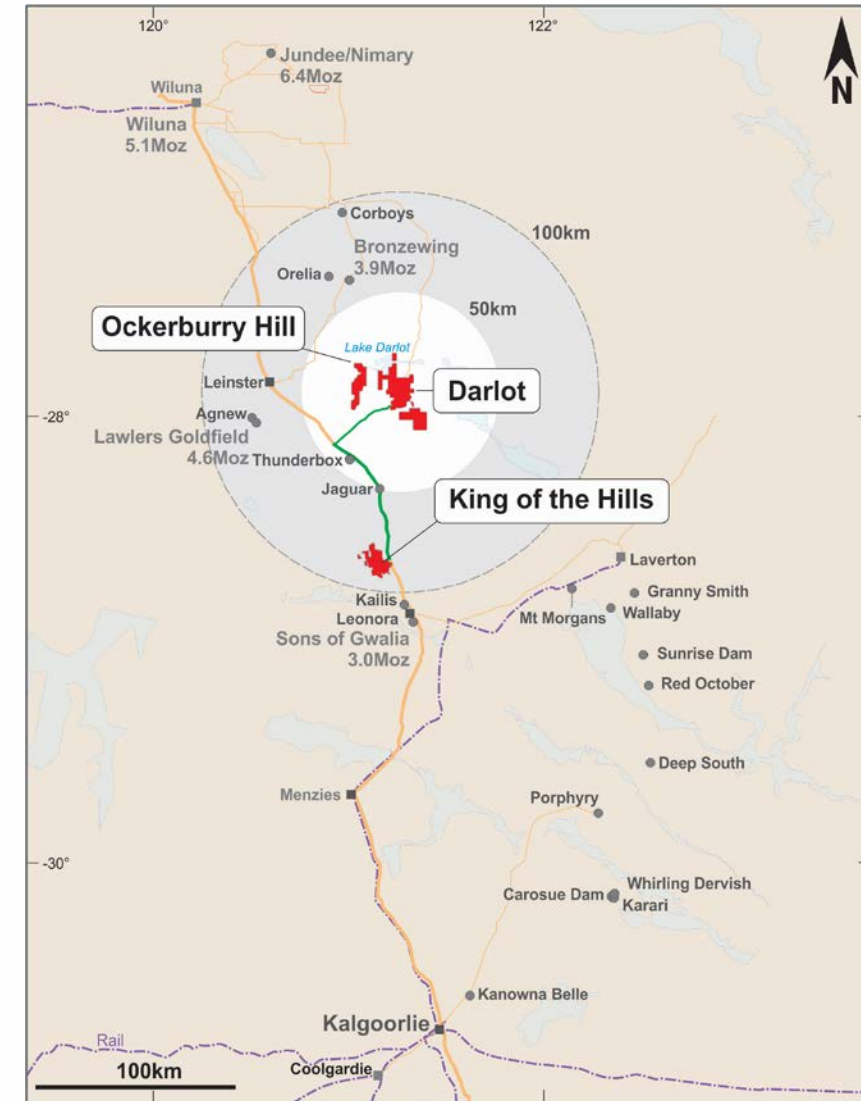 120°
122°
N
Jundee/Nimary
6.4Moz
Wiluna
Wiluna
5.1Moz
Corboys
100km
Bronzewing
3.9Moz
Orelia
50km
Ockerburry Hill
Lake Darlot
Leinster
Darlot
Agnew
-28°
Lawlers Goldfield
4.6Moz
Thunderbox
Jaguar
King of the Hills
Laverton
Kailis
Granny Smith
Mt Morgans
Wallaby
Leonora
Sons of Gwalia
3.0Moz
Sunrise Dam
Red October
Deep South
Menzies
Porphyry
-30°
Whirling Dervish
Carosue Dam
Karari
Kanowna Belle
Kalgoorlie
Rail
Coolgardie
100km
120°
122°